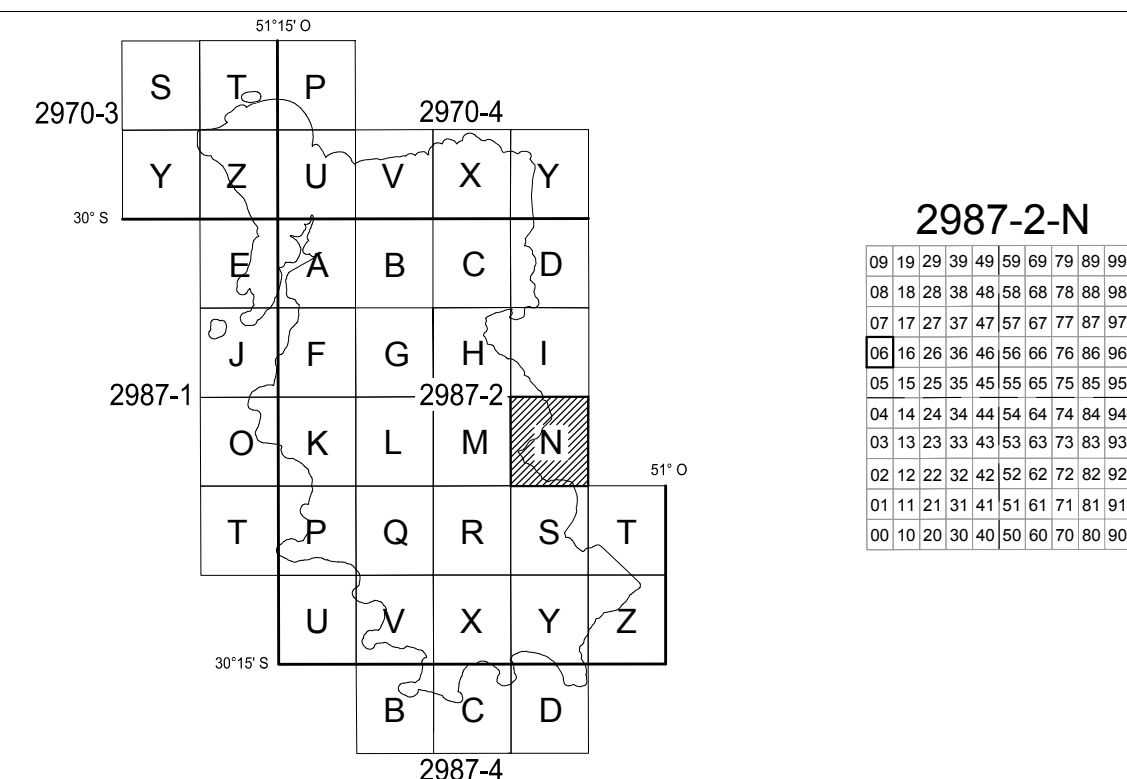 51°15' O
S T P
2970-3
2970-4
Y Z U V X Y
30° S
E A B C D
J F G H I
2987-1
2987-2
O K L M N
51° O
T P Q R S T
U V X Y Z
30°15' S
B C D
2987-4
2987-2-N
09 19 29 39 49 59 69 79 89 99
08 18 28 38 48 58 68 78 88 98
07 17 27 37 47 57 67 77 87 97
06 16 26 36 46 56 66 76 86 96
05 15 25 35 45 55 65 75 85 95
04 14 24 34 44 54 64 74 84 94
03 13 23 33 43 53 63 73 83 93
02 12 22 32 42 52 62 72 82 92
01 11 21 31 41 51 61 71 81 91
00 10 20 30 40 50 60 70 80 90